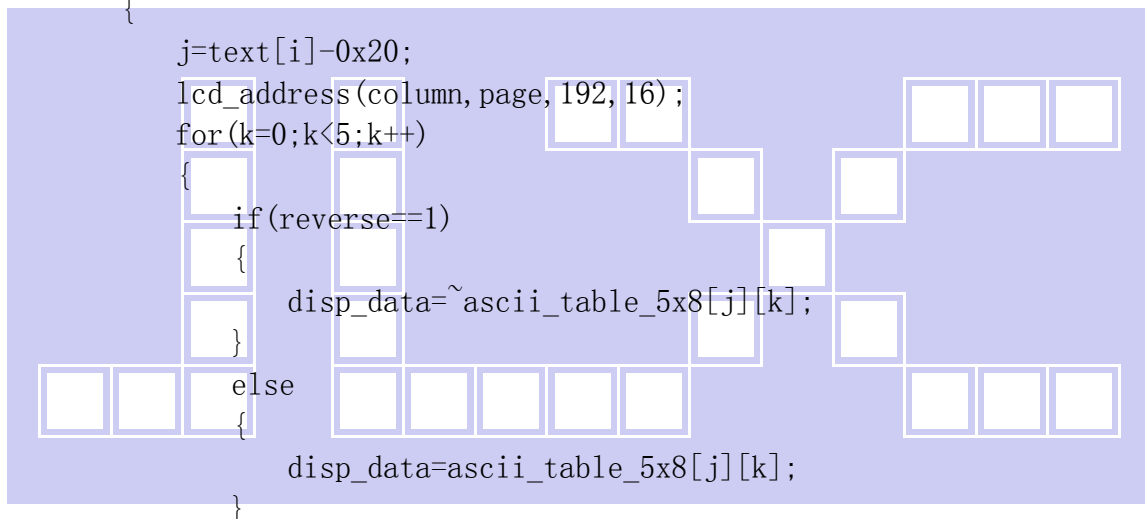 {
j=text[i]-0x20;
lcd_address(column,page,192,16);
for(k=0;k<5;k++)
{
if(reverse==1)
{
disp_data=~ascii_table_5x8[j][k];
}
else
{
disp_data=ascii_table_5x8[j][k];
}